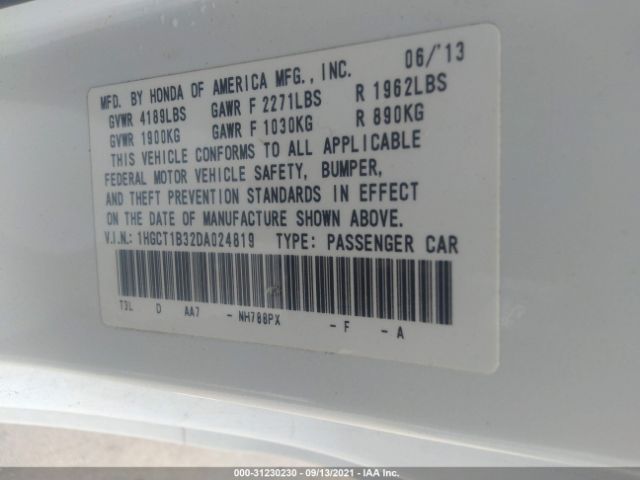 MFD. BY HONDA OF AMERICA MFG., INC. 06/'13
GVWR 4189LBS GAWR F 2271LBS R 1962LBS
GVWR 1900KG GAWR F 1030KG R 890KG
THIS VEHICLE CONFORMS TO ALL APPLICABLE
FEDERAL MOTOR VEHICLE SAFETY, BUMPER,
AND THEFT PREVENTION STANDARDS IN EFFECT
ON THE DATE OF MANUFACTURE SHOWN ABOVE.
V.I.N.: 1HGCT1B32DA024819 TYPE: PASSENGER CAR
T3L D AA7 - NH788PX - F - A
000-31230230 - 09/13/2021 - IAA Inc.